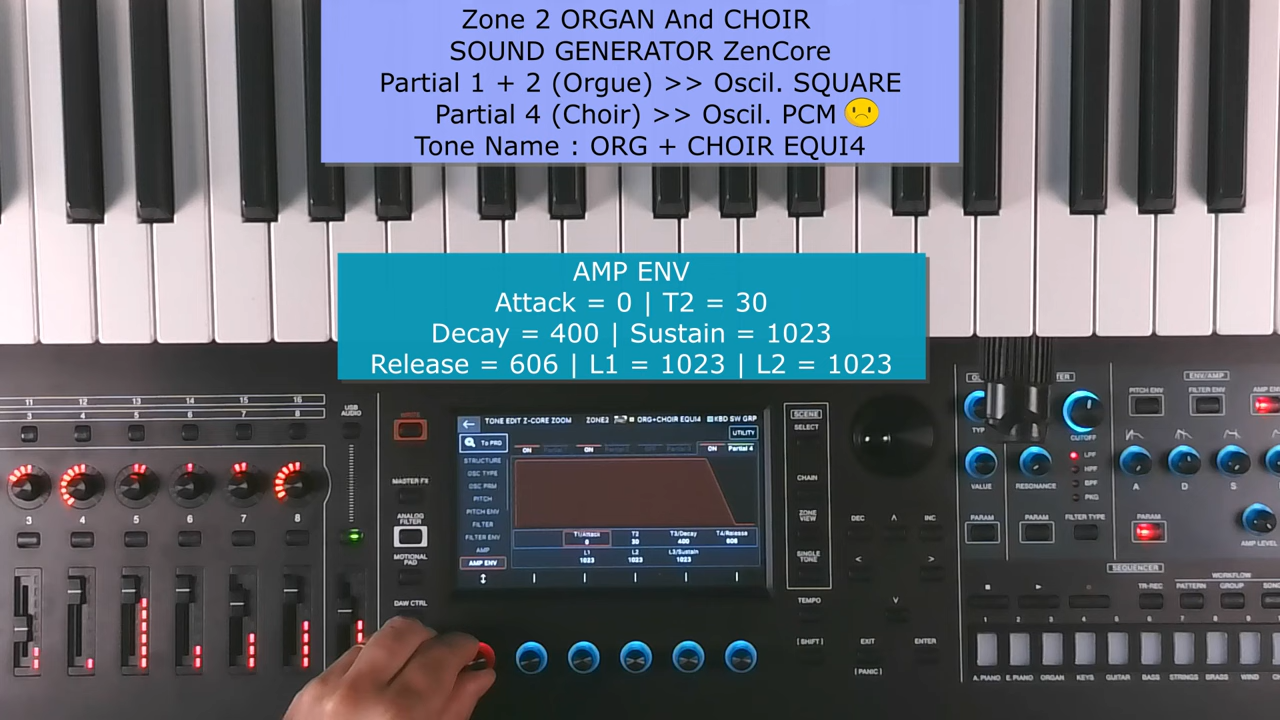 Zone 2 ORGAN And CHOIR
SOUND GENERATOR ZenCore
Partial 1 + 2 (Orgue) >> Oscil. SQUARE
Partial 4 (Choir) >> Oscil. PCM
Tone Name : ORG + CHOIR EQUI4
AMP ENV
Attack = 0 | T2 = 30
Decay = 400 | Sustain = 1023
Release = 606 | L1 = 1023 | L2 = 1023
11 12 13 14 15 16
3 4 5 6 7 8
USB AUDIO
3 4 5 6 7 8
WRITE
MASTER FX
ANALOG FILTER
MOTIONAL PAD
DAW CTRL
TONE EDIT Z-CORE ZOOM ZONE2 ORG+CHOIR EQUI4 KBD SW GRP
To PRO
UTILITY
ON ON ON Partial 4
STRUCTURE
OSC TYPE
OSC PRM
PITCH
PITCH ENV
FILTER
FILTER ENV
AMP
AMP ENV
T1/Attack T2 T3/Decay T4/Release
0 30 400 606
L1 L2 L3/Sustain
1023 1023 1023
SCENE
SELECT
CHAIN
ZONE VIEW
SINGLE TONE
TEMPO
[ SHIFT ]
DEC INC
EXIT ENTER
[ PANIC ]
TYP
CUTOFF
VALUE RESONANCE
LPF
HPF
BPF
PKG
PARAM PARAM FILTER TYPE
ENV/AMP
PITCH ENV FILTER ENV AMP EN
A D S
PARAM
AMP LEVEL
SEQUENCER
WORKFLOW
TR-REC PATTERN GROUP SON
1 2 3 4 5 6 7 8 9
A. PIANO E. PIANO ORGAN KEYS GUITAR BASS STRINGS BRASS WIND